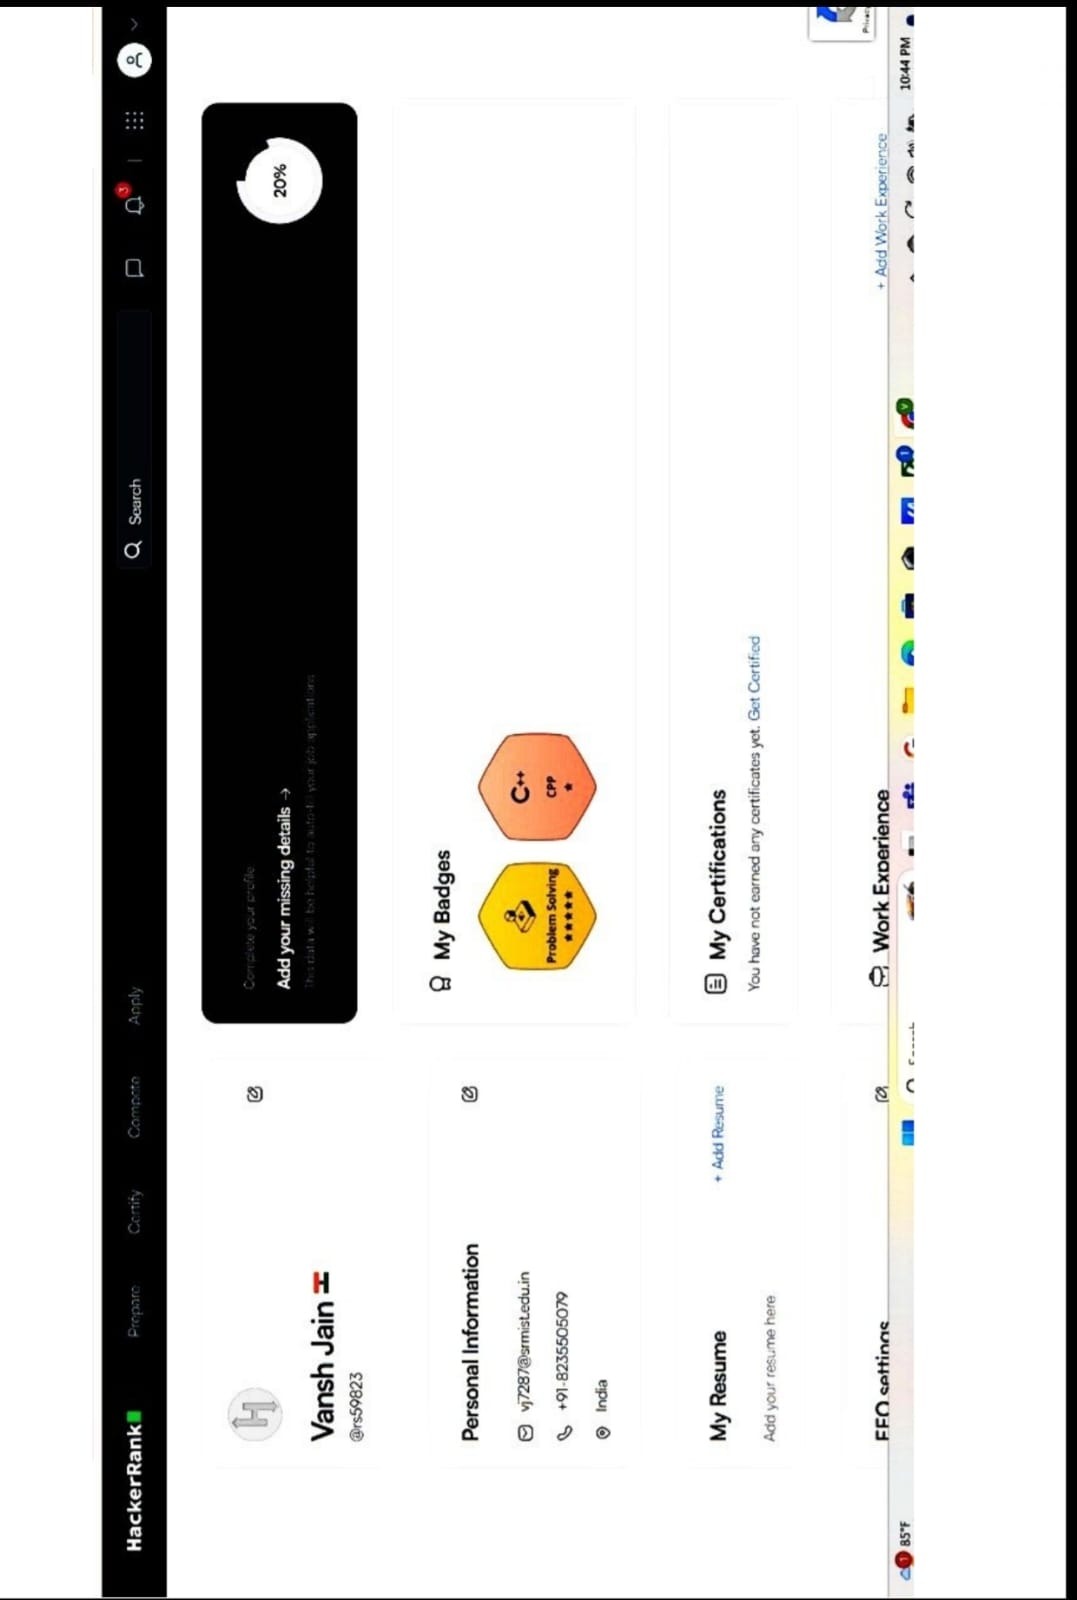 HackerRank
Prepare
Certify
Compete
Apply
Search
3
Vansh Jain
@rs59823
Personal Information
vj7287@srmist.edu.in
+91-8235505079
India
My Resume
+ Add Resume
Add your resume here
EEO settings
Complete your profile
Add your missing details →
This data will be helpful to auto-fill your job applications
20%
My Badges
Problem Solving
★★★★★
C++
CPP
★
My Certifications
You have not earned any certificates yet. Get Certified
Work Experience
+ Add Work Experience
1
85°F
1
10:44 PM